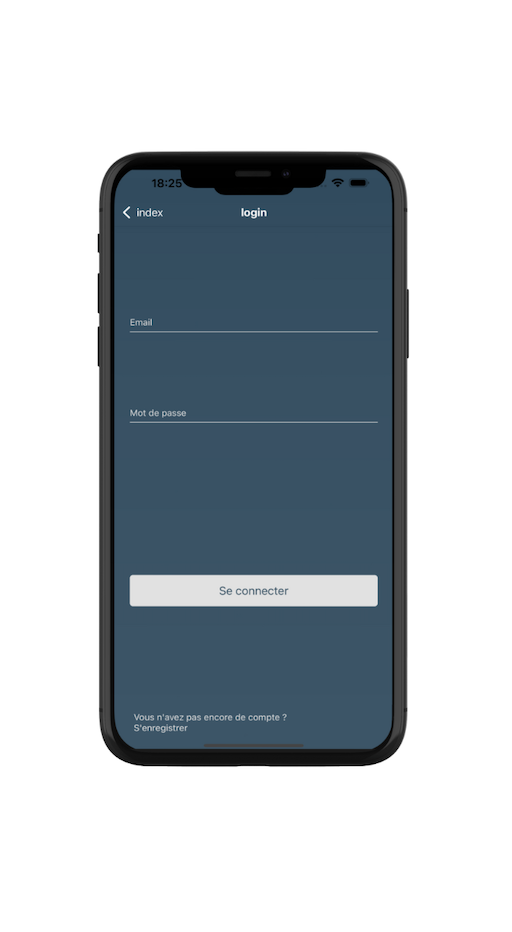 18:25
index
login
Email
Mot de passe
Se connecter
Vous n'avez pas encore de compte ?
S'enregistrer